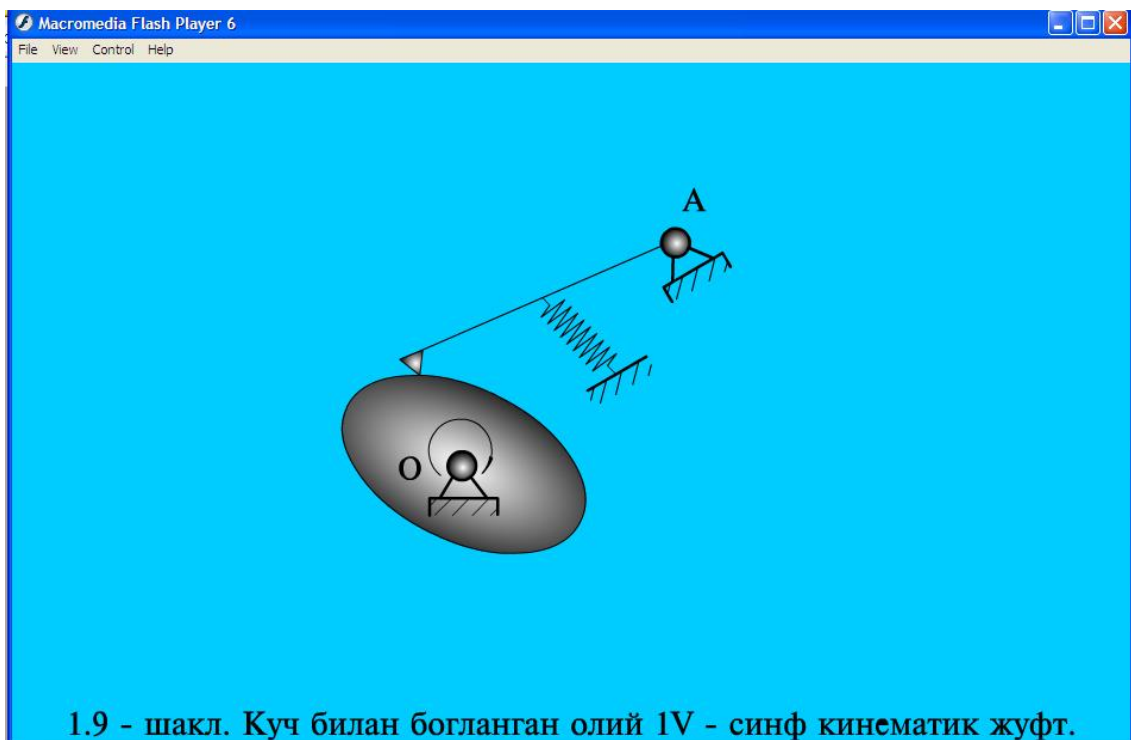 Macromedia Flash Player 6
File View Control Help
A
O
1.9 - шакл. Куч билан богланган олий 1V - синф кинематик жуфт.